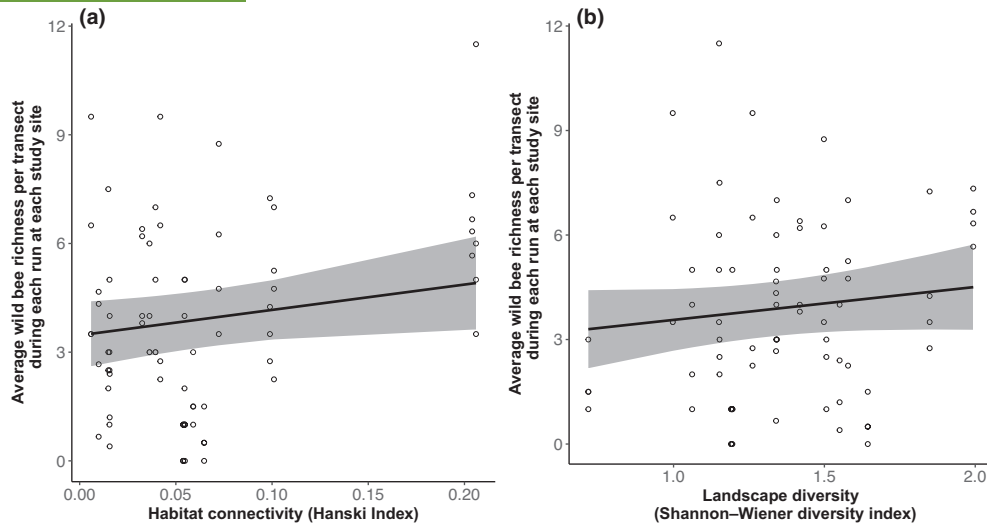 (a)
Average wild bee richness per transect
during each run at each study site
12
9
6
3
0
0.00 0.05 0.10 0.15 0.20
Habitat connectivity (Hanski Index)
(b)
Average wild bee richness per transect
during each run at each study site
12
9
6
3
0
1.0 1.5 2.0
Landscape diversity
(Shannon–Wiener diversity index)